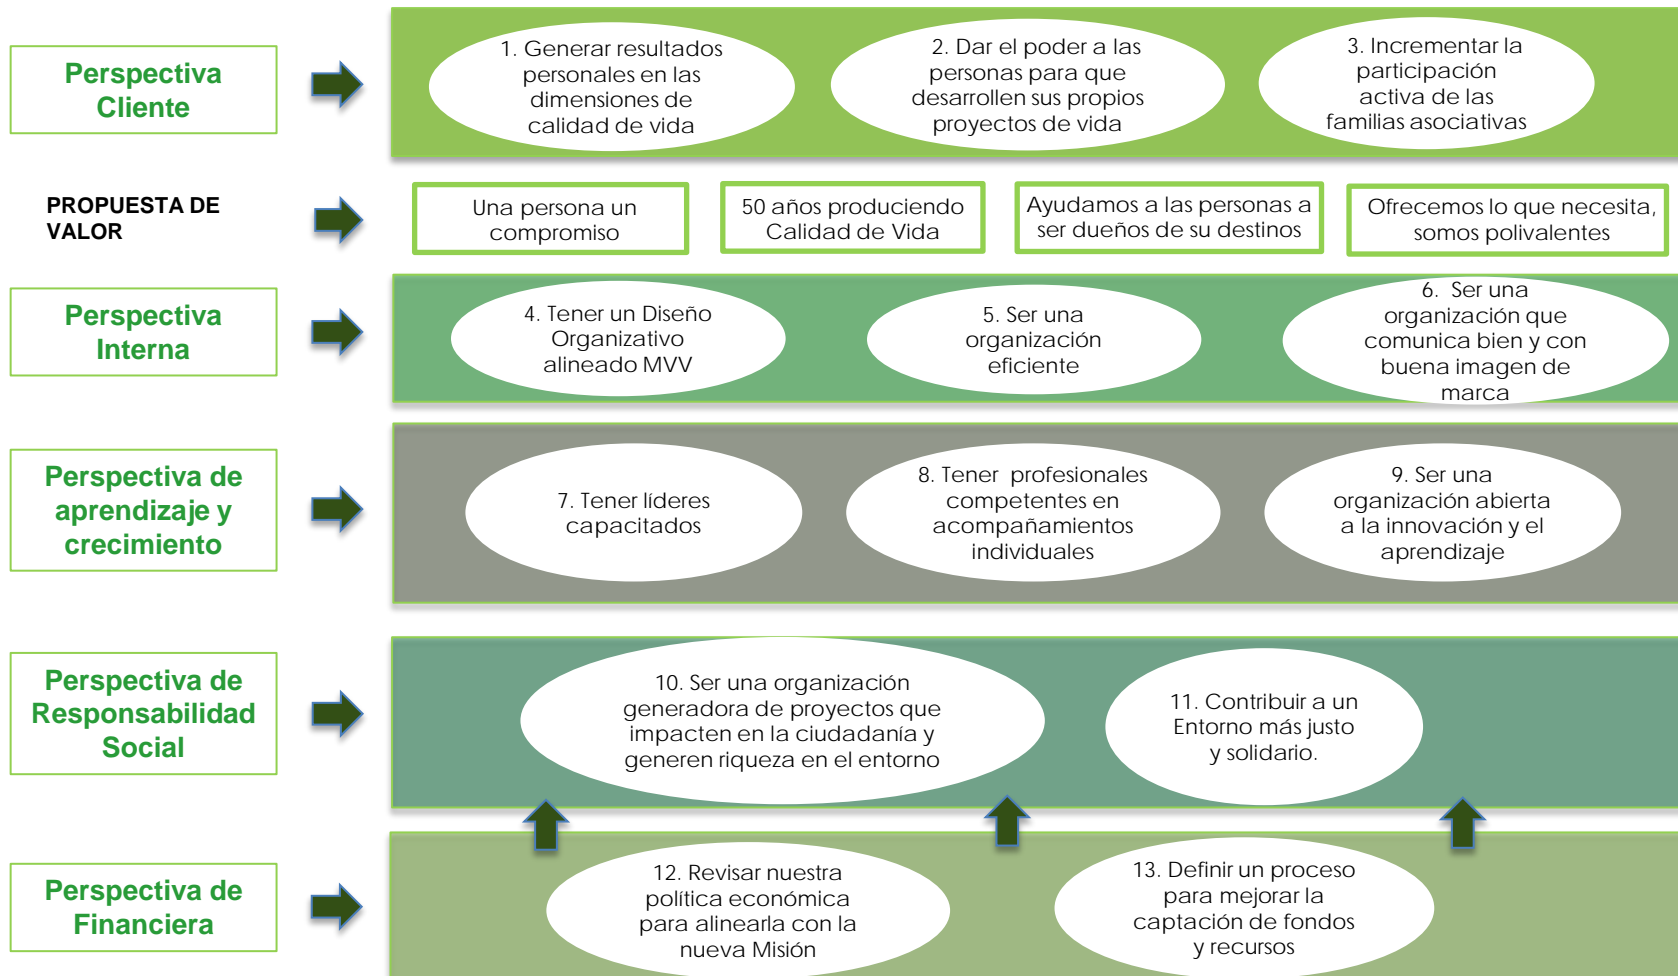 Perspectiva
Cliente
1. Generar resultados
personales en las
dimensiones de
calidad de vida
2. Dar el poder a las
personas para que
desarrollen sus propios
proyectos de vida
3. Incrementar la
participación
activa de las
familias asociativas
PROPUESTA DE
VALOR
Una persona un
compromiso
50 años produciendo
Calidad de Vida
Ayudamos a las personas a
ser dueños de su destinos
Ofrecemos lo que necesita,
somos polivalentes
Perspectiva
Interna
4. Tener un Diseño
Organizativo
alineado MVV
5. Ser una
organización
eficiente
6. Ser una
organización que
comunica bien y con
buena imagen de
marca
Perspectiva de
aprendizaje y
crecimiento
7. Tener líderes
capacitados
8. Tener profesionales
competentes en
acompañamientos
individuales
9. Ser una
organización abierta
a la innovación y el
aprendizaje
Perspectiva de
Responsabilidad
Social
10. Ser una organización
generadora de proyectos que
impacten en la ciudadanía y
generen riqueza en el entorno
11. Contribuir a un
Entorno más justo
y solidario.
Perspectiva de
Financiera
12. Revisar nuestra
política económica
para alinearla con la
nueva Misión
13. Definir un proceso
para mejorar la
captación de fondos
y recursos